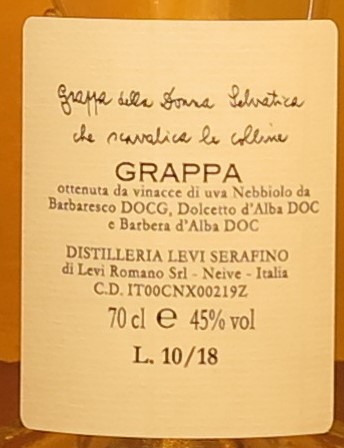 Grappa della Donna Selvatica
che scavalica le colline
GRAPPA
ottenuta da vinacce di uva Nebbiolo da
Barbaresco DOCG, Dolcetto d'Alba DOC
e Barbera d'Alba DOC
DISTILLERIA LEVI SERAFINO
di Levi Romano Srl - Neive - Italia
C.D. IT00CNX00219Z
70 cl e 45% vol
L. 10/18